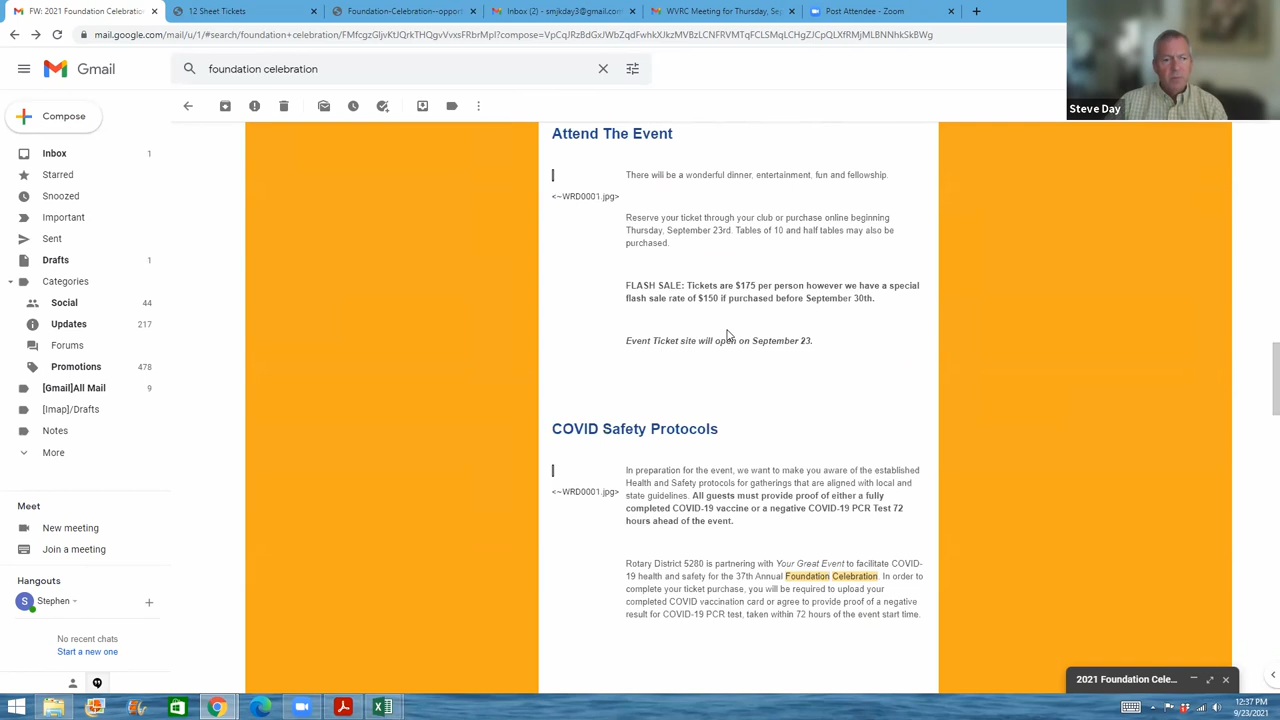 FW: 2021 Foundation Celebratio
12 Sheet Tickets
Foundation-Celebration--opport
Inbox (2) - smjkday3@gmail.com
WVRC Meeting for Thursday, Sep
Post Attendee - Zoom
Gmail
foundation celebration
Steve Day
Compose
Inbox 1
Starred
Snoozed
Important
Sent
Drafts 1
Categories
Social 44
Updates 217
Forums
Promotions 478
[Gmail]All Mail 9
[Imap]/Drafts
Notes
More
Meet
New meeting
Join a meeting
Hangouts
S Stephen
No recent chats
Start a new one
Attend The Event
There will be a wonderful dinner, entertainment, fun and fellowship.
<~WRD0001.jpg>
Reserve your ticket through your club or purchase online beginning
Thursday, September 23rd. Tables of 10 and half tables may also be
purchased.
FLASH SALE: Tickets are $175 per person however we have a special
flash sale rate of $150 if purchased before September 30th.
Event Ticket site will open on September 23.
COVID Safety Protocols
In preparation for the event, we want to make you aware of the established
<~WRD0001.jpg>
Health and Safety protocols for gatherings that are aligned with local and
state guidelines. All guests must provide proof of either a fully
completed COVID-19 vaccine or a negative COVID-19 PCR Test 72
hours ahead of the event.
Rotary District 5280 is partnering with Your Great Event to facilitate COVID-
19 health and safety for the 37th Annual Foundation Celebration. In order to
complete your ticket purchase, you will be required to upload your
completed COVID vaccination card or agree to provide proof of a negative
result for COVID-19 PCR test, taken within 72 hours of the event start time.
2021 Foundation Cele...
12:37 PM
9/23/2021